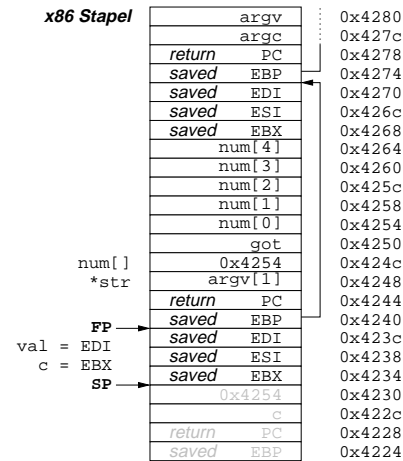 x86 Stapel argv 0x4280
argc 0x427c
return PC 0x4278
saved EBP 0x4274
saved EDI 0x4270
saved ESI 0x426c
saved EBX 0x4268
num[4] 0x4264
num[3] 0x4260
num[2] 0x425c
num[1] 0x4258
num[0] 0x4254
got 0x4250
num[] 0x4254 0x424c
*str argv[1] 0x4248
return PC 0x4244
FP saved EBP 0x4240
val = EDI saved EDI 0x423c
c = EBX saved ESI 0x4238
SP saved EBX 0x4234
0x4254 0x4230
c 0x422c
return PC 0x4228
saved EBP 0x4224